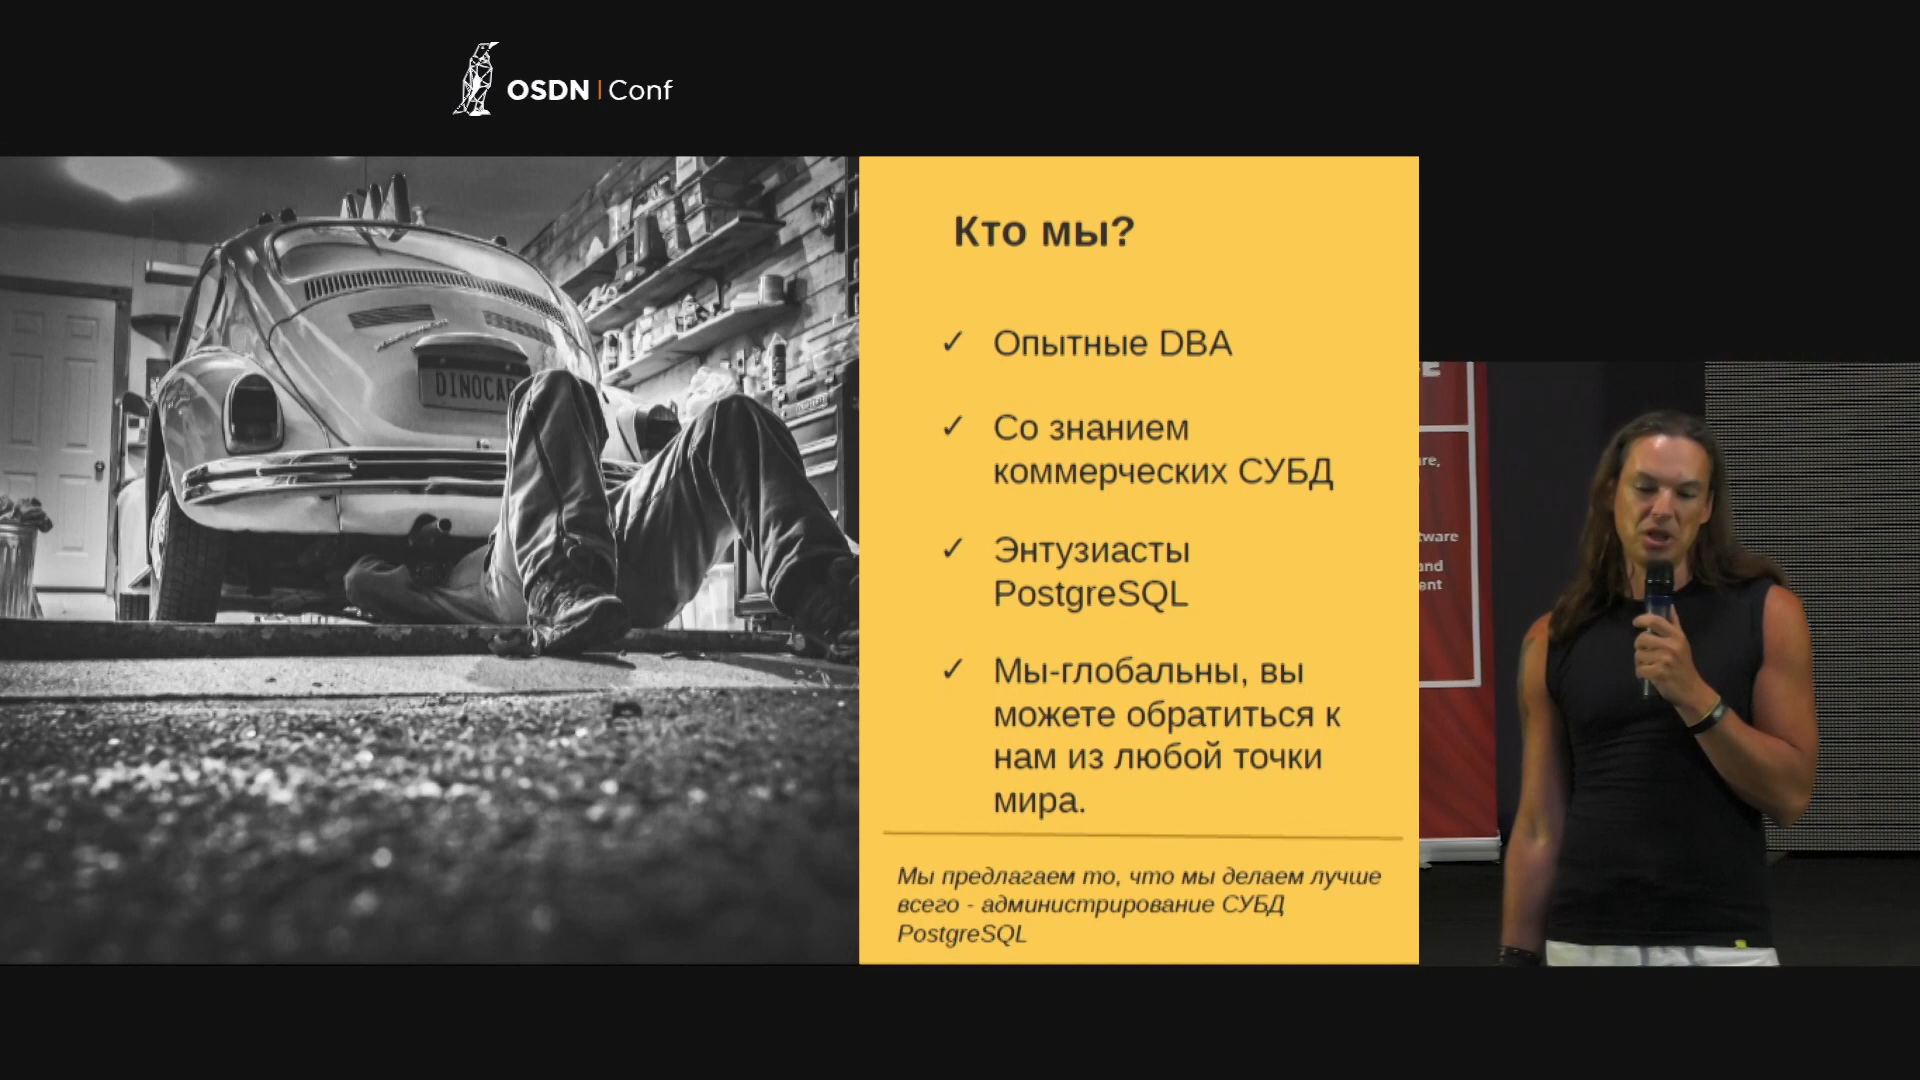 OSDN | Conf
DINOCA
Кто мы?
✓ Опытные DBA
✓ Со знанием
коммерческих СУБД
✓ Энтузиасты
PostgreSQL
✓ Мы-глобальны, вы
можете обратиться к
нам из любой точки
мира.
Мы предлагаем то, что мы делаем лучше
всего - администрирование СУБД
PostgreSQL